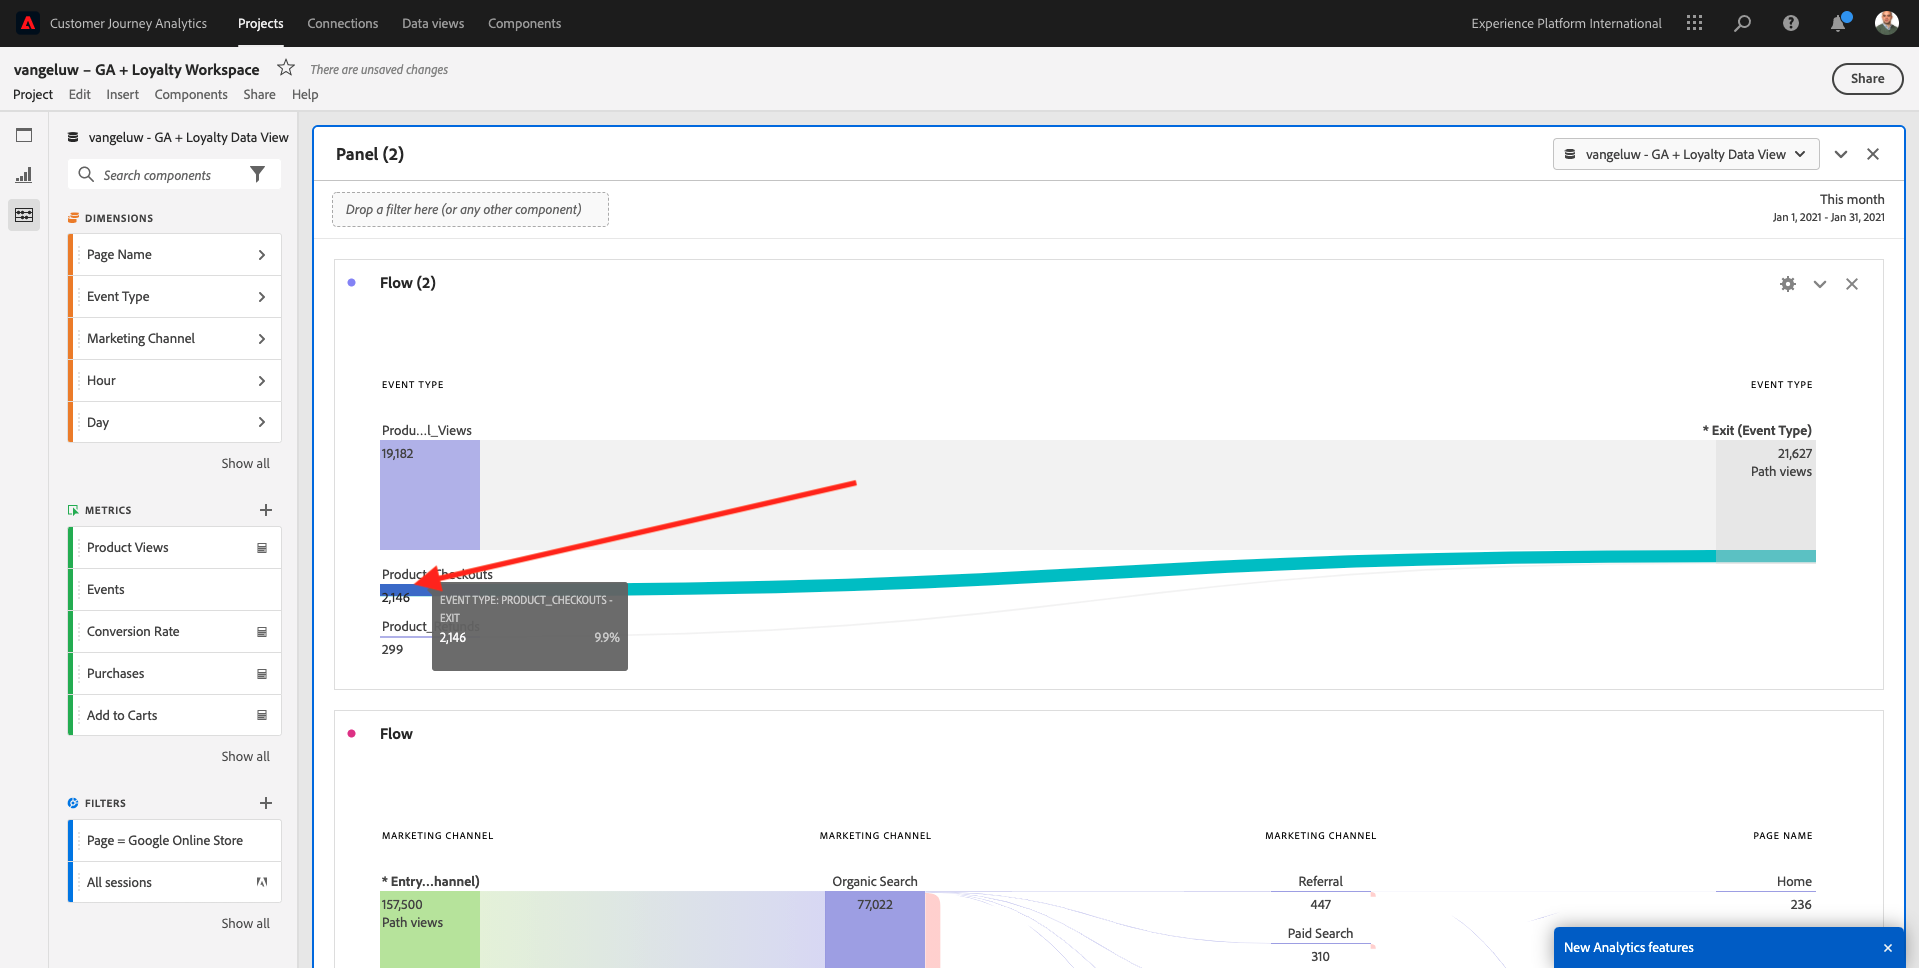 Customer Journey Analytics
Projects
Connections
Data views
Components
Experience Platform International
vangeluw – GA + Loyalty Workspace
There are unsaved changes
Project
Edit
Insert
Components
Share
Help
Share
vangeluw - GA + Loyalty Data View
Search components
DIMENSIONS
Page Name
Event Type
Marketing Channel
Hour
Day
Show all
METRICS
Product Views
Events
Conversion Rate
Purchases
Add to Carts
Show all
FILTERS
Page = Google Online Store
All sessions
Show all
Panel (2)
vangeluw - GA + Loyalty Data View
Drop a filter here (or any other component)
This month
Jan 1, 2021 - Jan 31, 2021
Flow (2)
EVENT TYPE
EVENT TYPE
Produ...l_Views
19,182
* Exit (Event Type)
21,627
Path views
Product_Checkouts
2,146
EVENT TYPE: PRODUCT_CHECKOUTS -
EXIT
2,146
9.9%
Product_Refunds
299
Flow
MARKETING CHANNEL
MARKETING CHANNEL
MARKETING CHANNEL
PAGE NAME
* Entry...hannel)
157,500
Path views
Organic Search
77,022
Referral
447
Paid Search
310
Home
236
New Analytics features